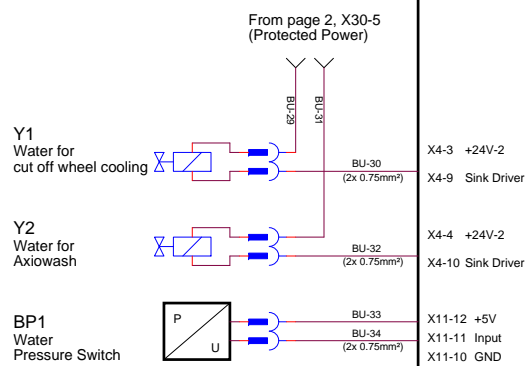 From page 2, X30-5
(Protected Power)
BU-29
BU-31
Y1
Water for
cut off wheel cooling
BU-30
(2x 0.75mm²)
X4-3 +24V-2
X4-9 Sink Driver
Y2
Water for
Axiowash
BU-32
(2x 0.75mm²)
X4-4 +24V-2
X4-10 Sink Driver
BP1
Water
Pressure Switch
P
U
BU-33
BU-34
(2x 0.75mm²)
X11-12 +5V
X11-11 Input
X11-10 GND